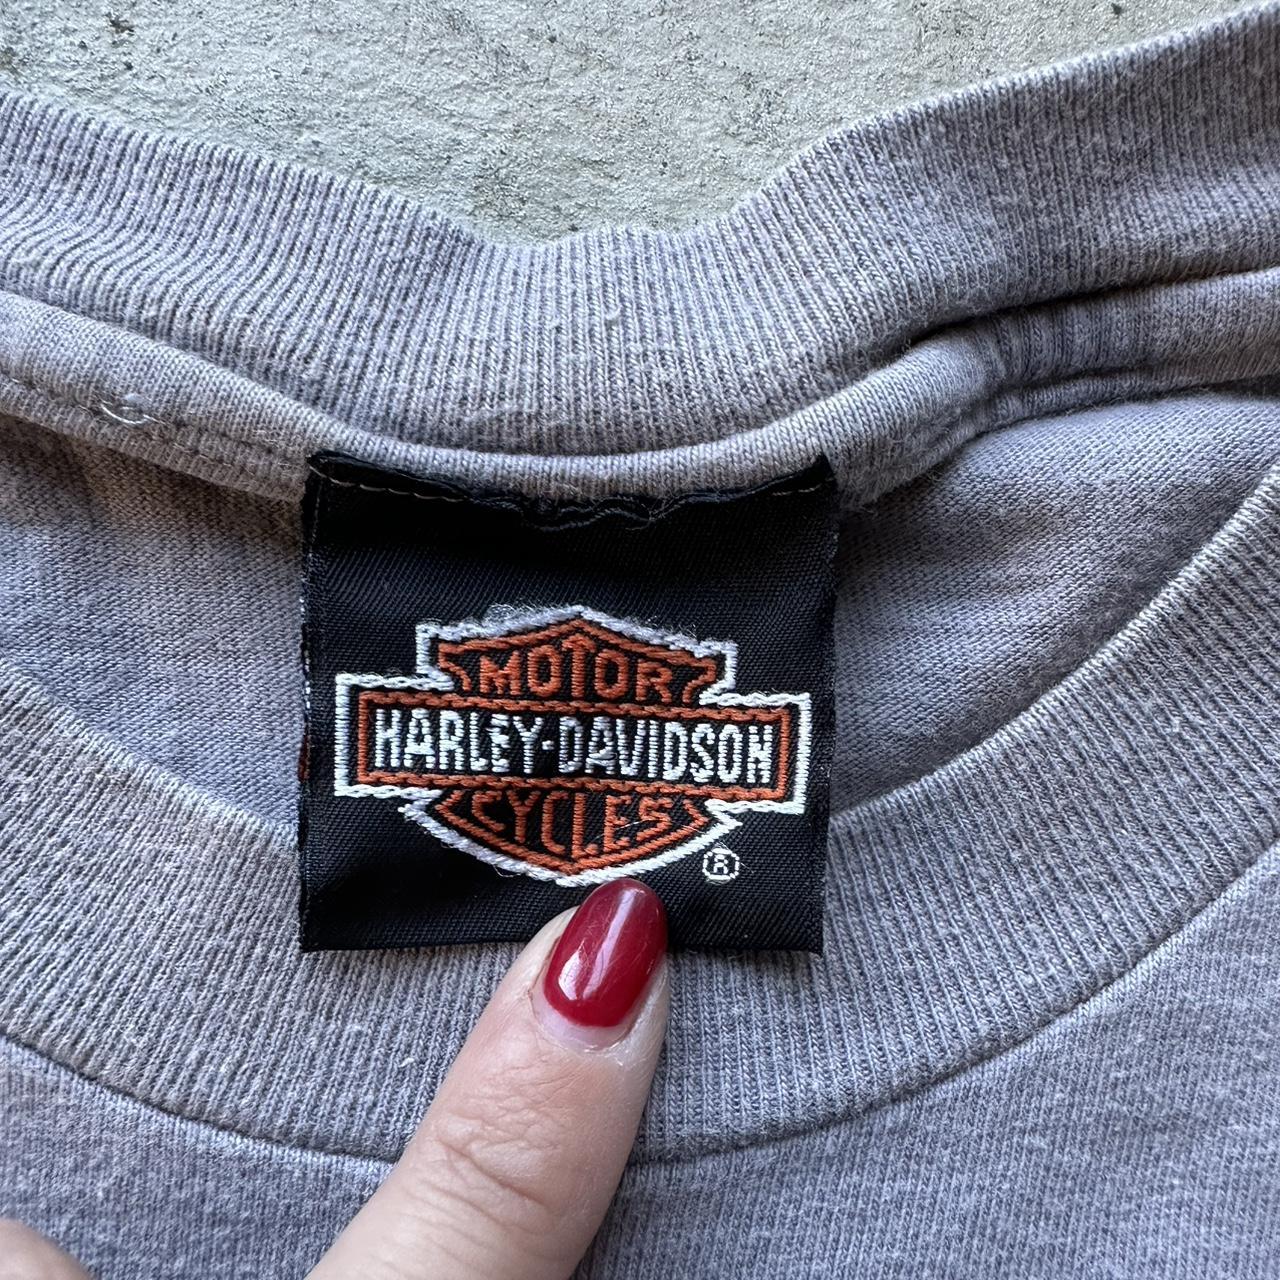 MOTOR
HARLEY-DAVIDSON
CYCLES
®